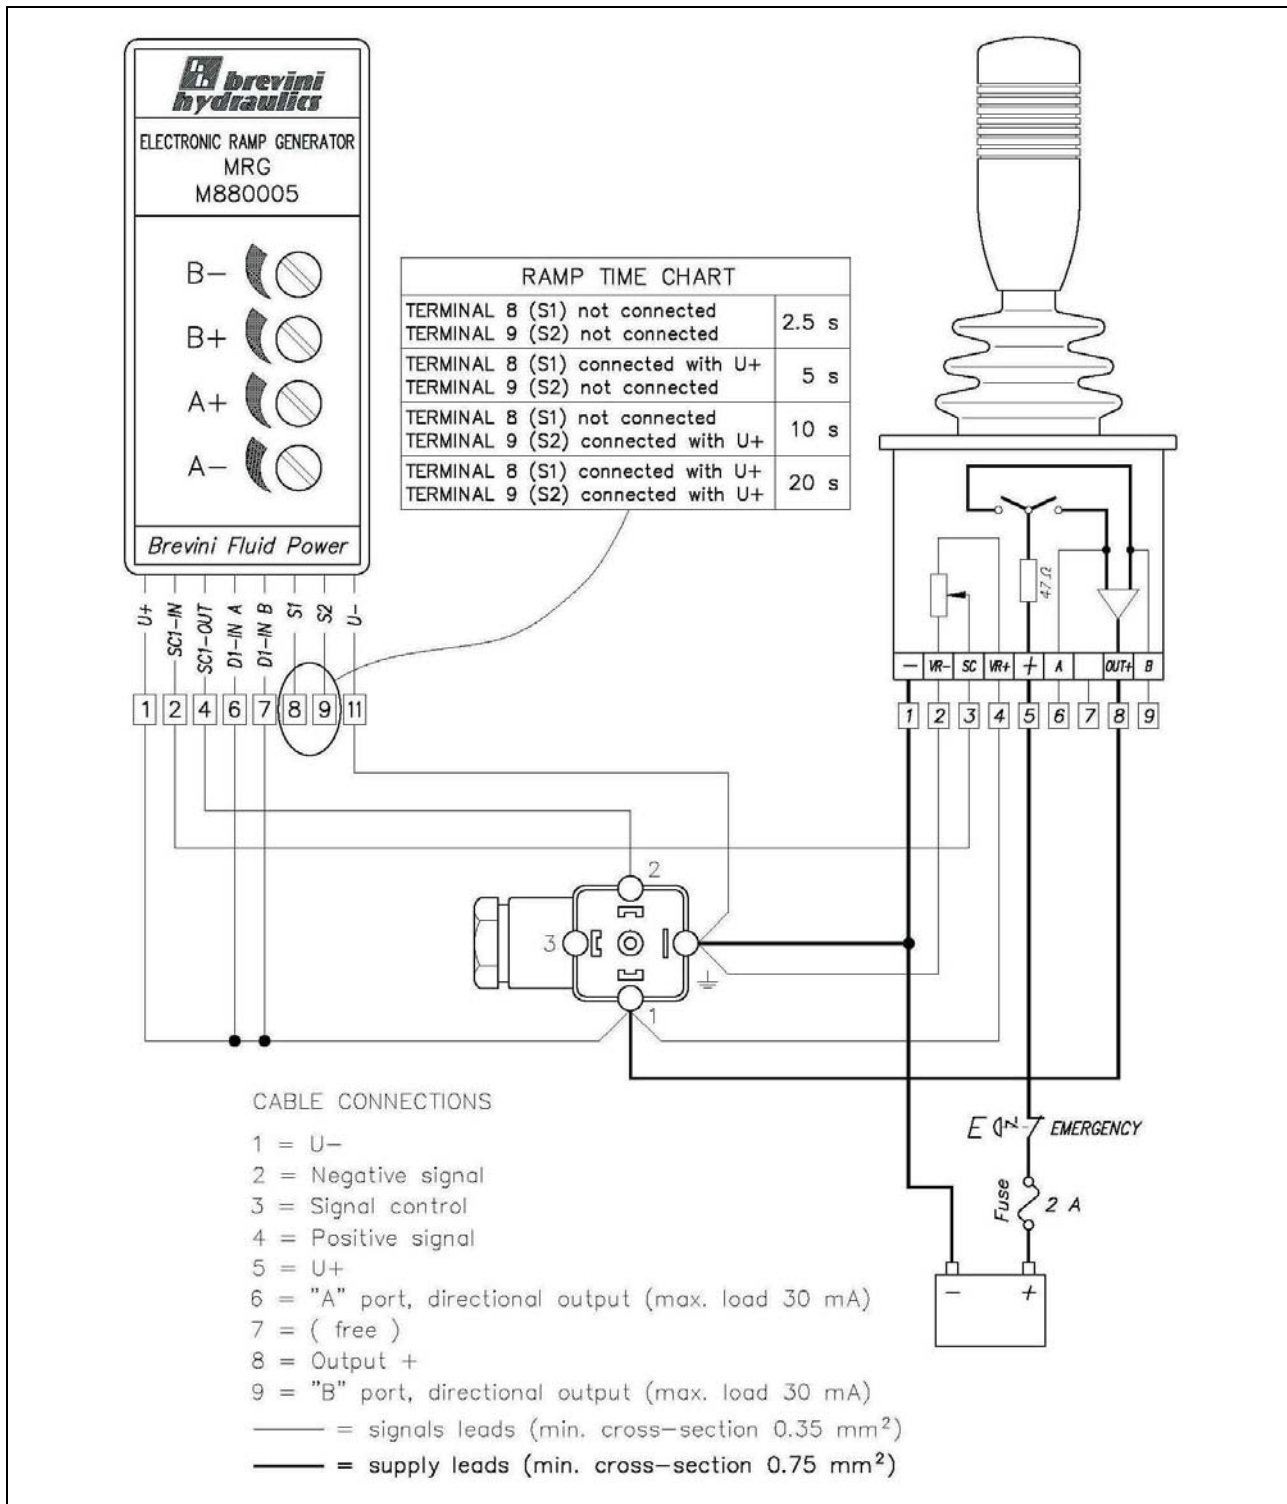 brevini
hydraulics
ELECTRONIC RAMP GENERATOR
MRG
M880005
B-
B+
A+
A-
Brevini Fluid Power
U+ SC1-IN SC1-OUT D1-IN A D1-IN B S1 S2 U-
1 2 4 6 7 8 9 11
RAMP TIME CHART
TERMINAL 8 (S1) not connected
TERMINAL 9 (S2) not connected
2.5 s
TERMINAL 8 (S1) connected with U+
TERMINAL 9 (S2) not connected
5 s
TERMINAL 8 (S1) not connected
TERMINAL 9 (S2) connected with U+
10 s
TERMINAL 8 (S1) connected with U+
TERMINAL 9 (S2) connected with U+
20 s
47 Ω
- VR- SC VR+ + A OUT+ B
1 2 3 4 5 6 7 8 9
2
3
1
E EMERGENCY
Fuse 2 A
- +
CABLE CONNECTIONS
1 = U-
2 = Negative signal
3 = Signal control
4 = Positive signal
5 = U+
6 = "A" port, directional output (max. load 30 mA)
7 = ( free )
8 = Output +
9 = "B" port, directional output (max. load 30 mA)
= signals leads (min. cross-section 0.35 mm²)
= supply leads (min. cross-section 0.75 mm²)